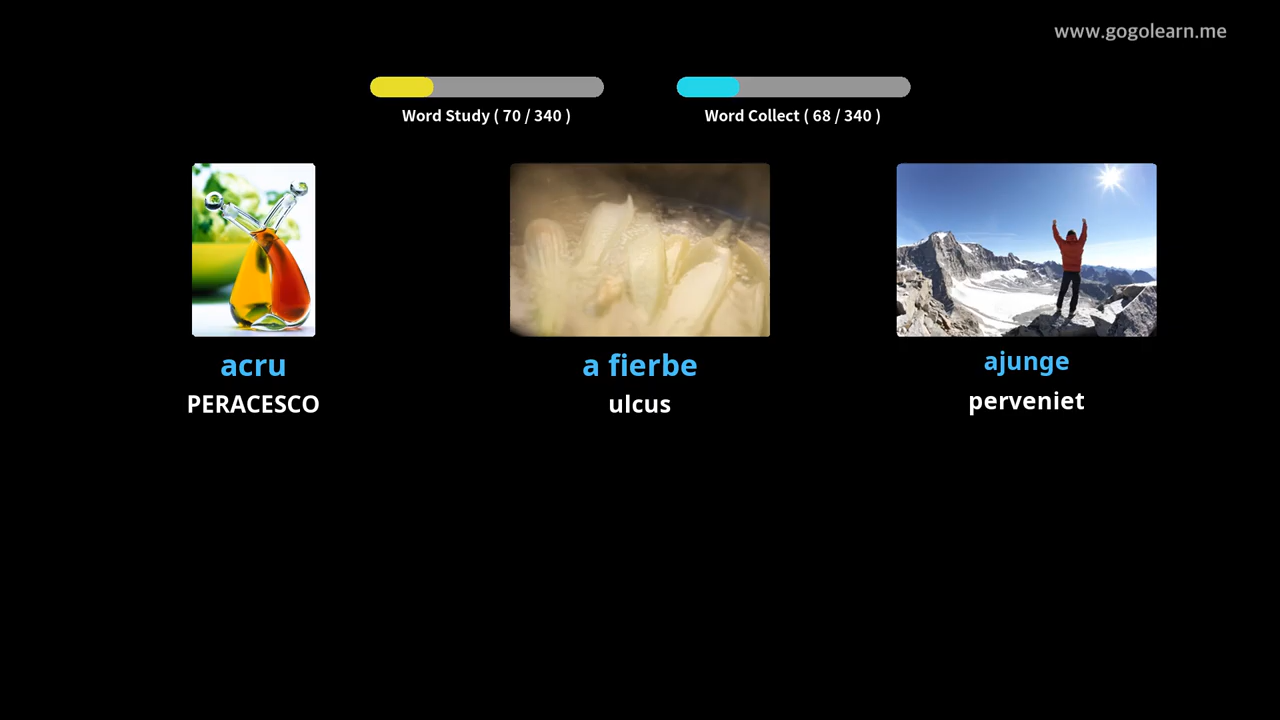 www.gogolearn.me
Word Study ( 70 / 340 )
Word Collect ( 68 / 340 )
acru
PERACESCO
a fierbe
ulcus
ajunge
perveniet